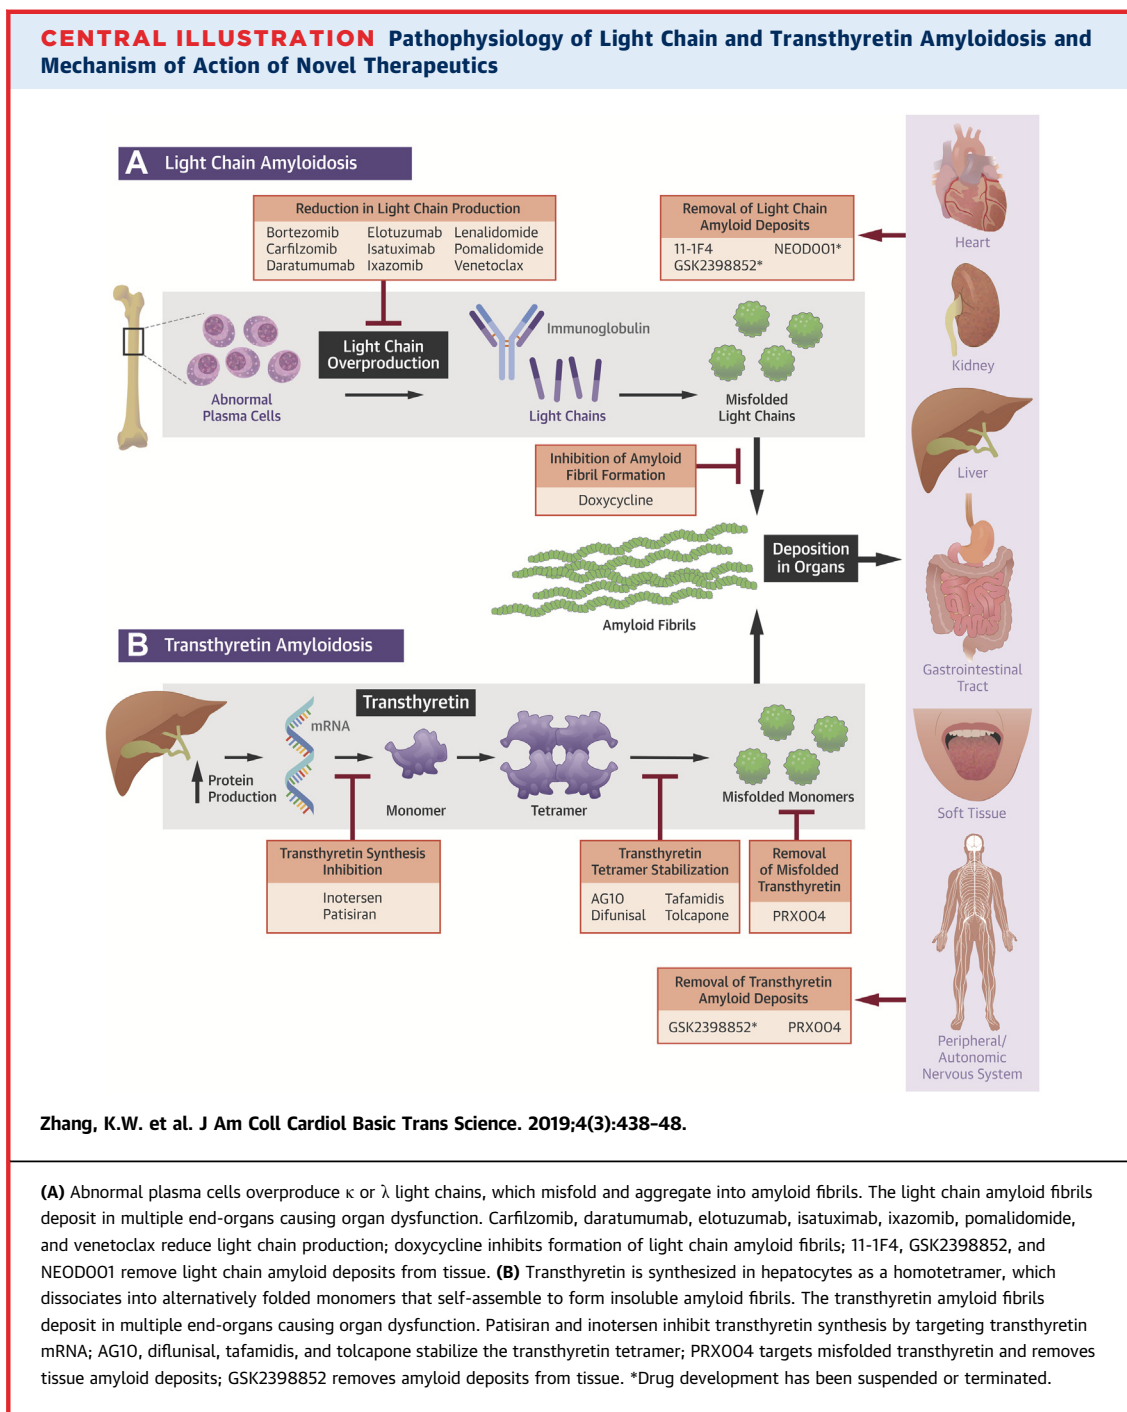 CENTRAL ILLUSTRATION Pathophysiology of Light Chain and Transthyretin Amyloidosis and
Mechanism of Action of Novel Therapeutics
A Light Chain Amyloidosis
Reduction in Light Chain Production
Bortezomib Elotuzumab Lenalidomide
Carfilzomib Isatuximab Pomalidomide
Daratumumab Ixazomib Venetoclax
Removal of Light Chain
Amyloid Deposits
11-1F4 NEOD001*
GSK2398852*
Heart
Light Chain
Overproduction
Immunoglobulin
Abnormal
Plasma Cells
Light Chains
Misfolded
Light Chains
Kidney
Inhibition of Amyloid
Fibril Formation
Doxycycline
Liver
Deposition
in Organs
Amyloid Fibrils
Gastrointestinal
Tract
B Transthyretin Amyloidosis
Transthyretin
mRNA
Protein
Production
Monomer
Tetramer
Misfolded Monomers
Soft Tissue
Transthyretin Synthesis
Inhibition
Inotersen
Patisiran
Transthyretin
Tetramer Stabilization
AG10 Tafamidis
Difunisal Tolcapone
Removal
of Misfolded
Transthyretin
PRX004
Removal of Transthyretin
Amyloid Deposits
GSK2398852* PRX004
Peripheral/
Autonomic
Nervous System
Zhang, K.W. et al. J Am Coll Cardiol Basic Trans Science. 2019;4(3):438–48.
(A) Abnormal plasma cells overproduce κ or λ light chains, which misfold and aggregate into amyloid fibrils. The light chain amyloid fibrils
deposit in multiple end-organs causing organ dysfunction. Carfilzomib, daratumumab, elotuzumab, isatuximab, ixazomib, pomalidomide,
and venetoclax reduce light chain production; doxycycline inhibits formation of light chain amyloid fibrils; 11-1F4, GSK2398852, and
NEOD001 remove light chain amyloid deposits from tissue. (B) Transthyretin is synthesized in hepatocytes as a homotetramer, which
dissociates into alternatively folded monomers that self-assemble to form insoluble amyloid fibrils. The transthyretin amyloid fibrils
deposit in multiple end-organs causing organ dysfunction. Patisiran and inotersen inhibit transthyretin synthesis by targeting transthyretin
mRNA; AG10, diflunisal, tafamidis, and tolcapone stabilize the transthyretin tetramer; PRX004 targets misfolded transthyretin and removes
tissue amyloid deposits; GSK2398852 removes amyloid deposits from tissue. *Drug development has been suspended or terminated.